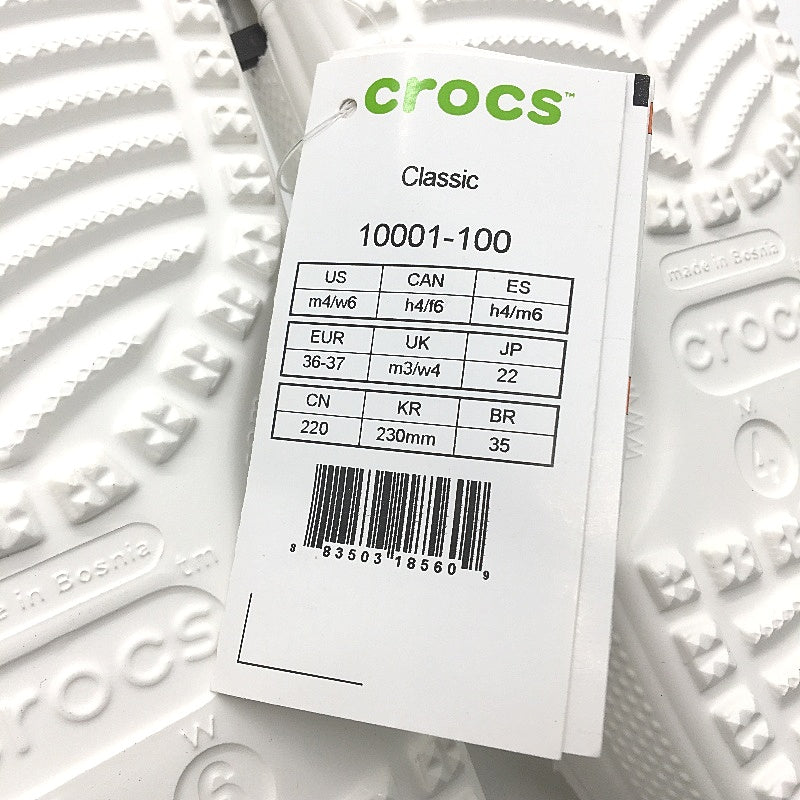 crocs™
Classic
10001-100
US CAN ES
m4/w6 h4/f6 h4/m6
EUR UK JP
36-37 m3/w4 22
CN KR BR
220 230mm 35
8 83503 18560 9
made in Bosnia
crocs
M
4
made in Bosnia
tm
crocs
W
6